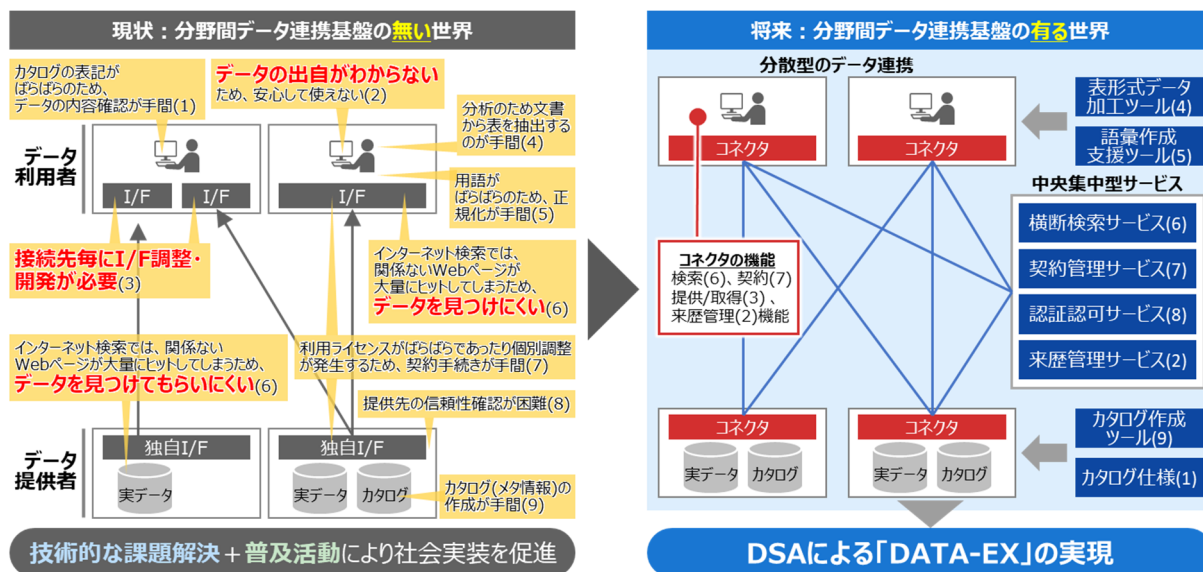 現状：分野間データ連携基盤の無い世界
カタログの表記が
ばらばらのため、
データの内容確認が手間(1)
データの出自がわからない
ため、安心して使えない(2)
分析のため文書
から表を抽出する
のが手間(4)
データ
利用者
I/F
I/F
I/F
用語が
ばらばらのため、正
規化が手間(5)
接続先毎にI/F調整・
開発が必要(3)
インターネット検索では、
関係ないWebページが
大量にヒットしてしまうため、
データを見つけにくい(6)
インターネット検索では、関係ない
Webページが大量にヒットしてしまうため、
データを見つけてもらいにくい(6)
利用ライセンスがばらばらであったり個別調整
が発生するため、契約手続きが手間(7)
提供先の信頼性確認が困難(8)
データ
提供者
独自I/F
実データ
独自I/F
実データ
カタログ
カタログ(メタ情報)の
作成が手間(9)
技術的な課題解決＋普及活動により社会実装を促進
将来：分野間データ連携基盤の有る世界
分散型のデータ連携
コネクタ
コネクタ
表形式データ
加工ツール(4)
語彙作成
支援ツール(5)
中央集中型サービス
横断検索サービス(6)
契約管理サービス(7)
認証認可サービス(8)
来歴管理サービス(2)
コネクタの機能
検索(6)、契約(7)
提供/取得(3)、
来歴管理(2)機能
コネクタ
実データ
カタログ
コネクタ
実データ
カタログ
カタログ作成
ツール(9)
カタログ仕様(1)
DSAによる「DATA-EX」の実現